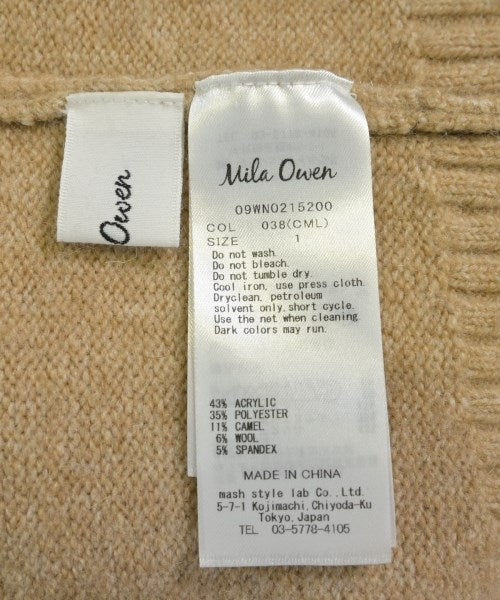 Owen
Mila Owen
09WN0215200
COL 038(CML)
SIZE 1
Do not wash.
Do not bleach.
Do not tumble dry.
Cool iron, use press cloth.
Dryclean, petroleum
solvent only,short cycle.
Use the net when cleaning.
Dark colors may run.
43% ACRYLIC
35% POLYESTER
11% CAMEL
6% WOOL
5% SPANDEX
MADE IN CHINA
mash style lab Co.,Ltd.
5-7-1 Kojimachi,Chiyoda-Ku
Tokyo,Japan
TEL 03-5778-4105